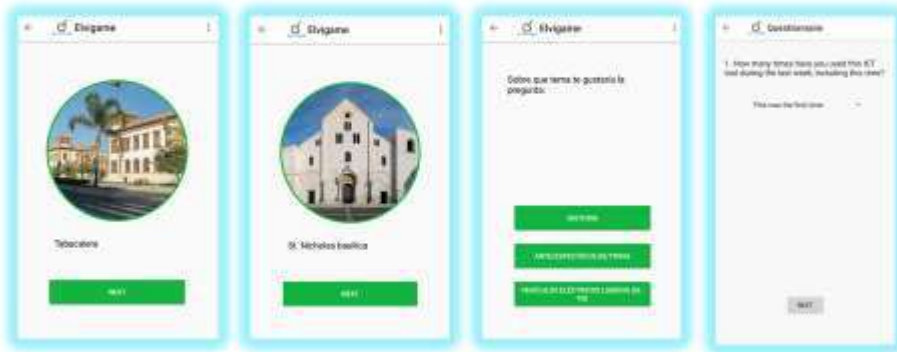 Elvigame
Tabacalera
NEXT
Elvigame
St. Nicholas basilica
NEXT
Elvigame
Sobre que tema te gustaría la
pregunta:
HISTORIA
Questionnaire
1. How many times have you used this ICT
tool during the last week, including this time?
This was the first time
NEXT